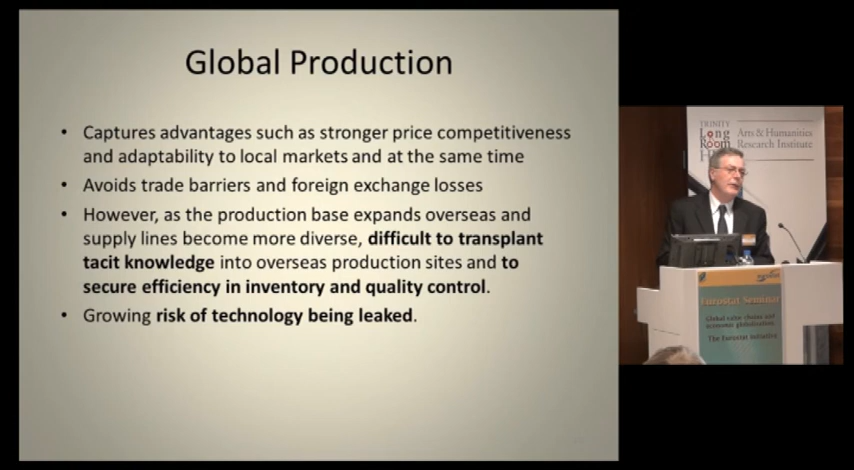 Global Production
• Captures advantages such as stronger price competitiveness
and adaptability to local markets and at the same time
• Avoids trade barriers and foreign exchange losses
• However, as the production base expands overseas and
supply lines become more diverse, difficult to transplant
tacit knowledge into overseas production sites and to
secure efficiency in inventory and quality control.
• Growing risk of technology being leaked.
TRINITY
Long
Room
Arts & Humanities
Research Institute
Eurostat Seminar
Global value chains and
economic globalisation
The Eurostat Initiative